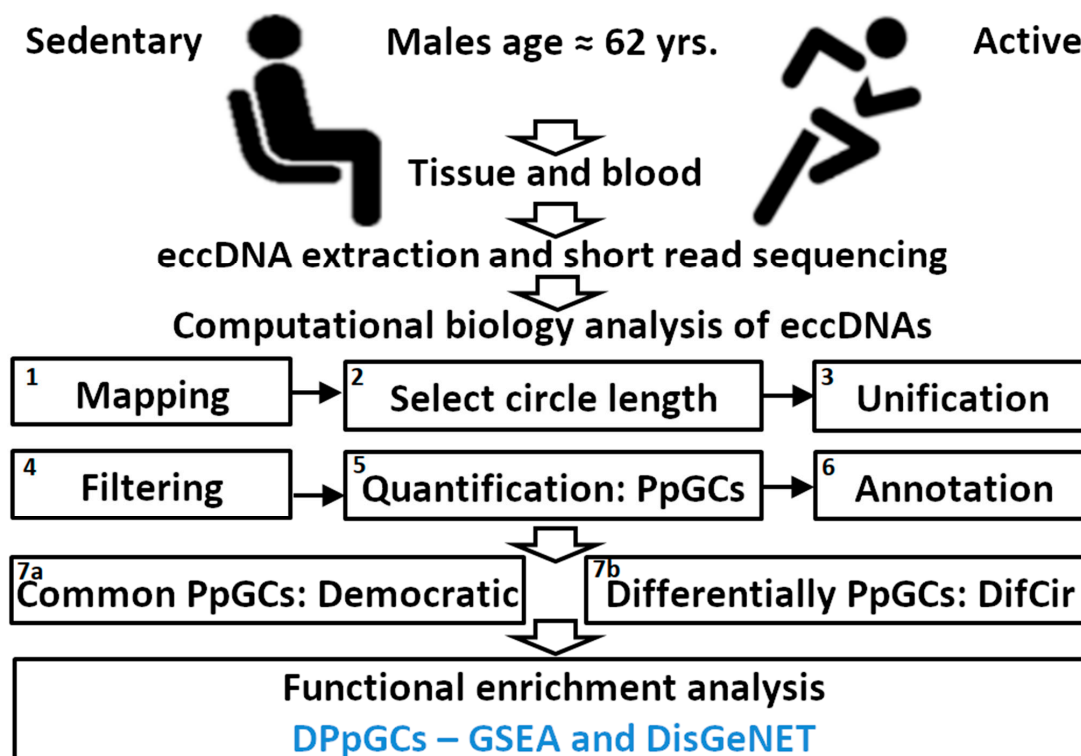 Sedentary Males age ≈ 62 yrs. Active
Tissue and blood
eccDNA extraction and short read sequencing
Computational biology analysis of eccDNAs
1 Mapping 2 Select circle length 3 Unification
4 Filtering 5 Quantification: PpGCs 6 Annotation
7a Common PpGCs: Democratic 7b Differentially PpGCs: DifCir
Functional enrichment analysis
DPpGCs – GSEA and DisGeNET